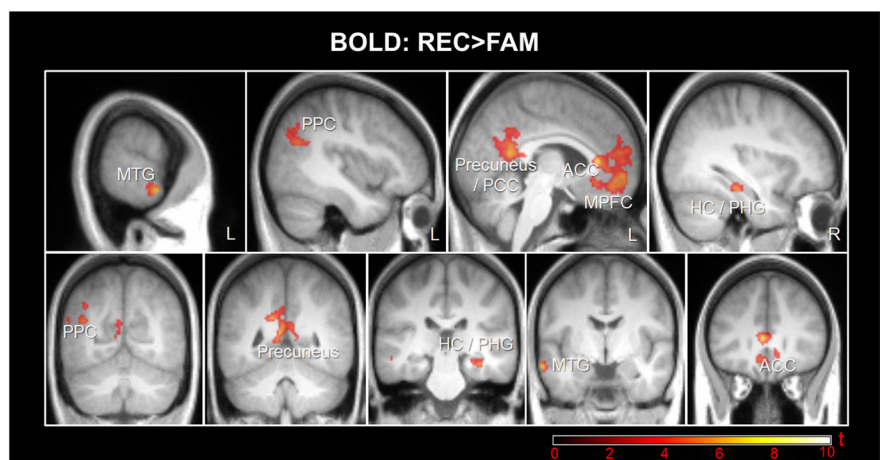 BOLD: REC>FAM
MTG
L
PPC
L
Precuneus
/ PCC
ACC
MPFC
L
HC / PHG
R
PPC
Precuneus
HC / PHG
MTG
ACC
0 2 4 6 8 10 t